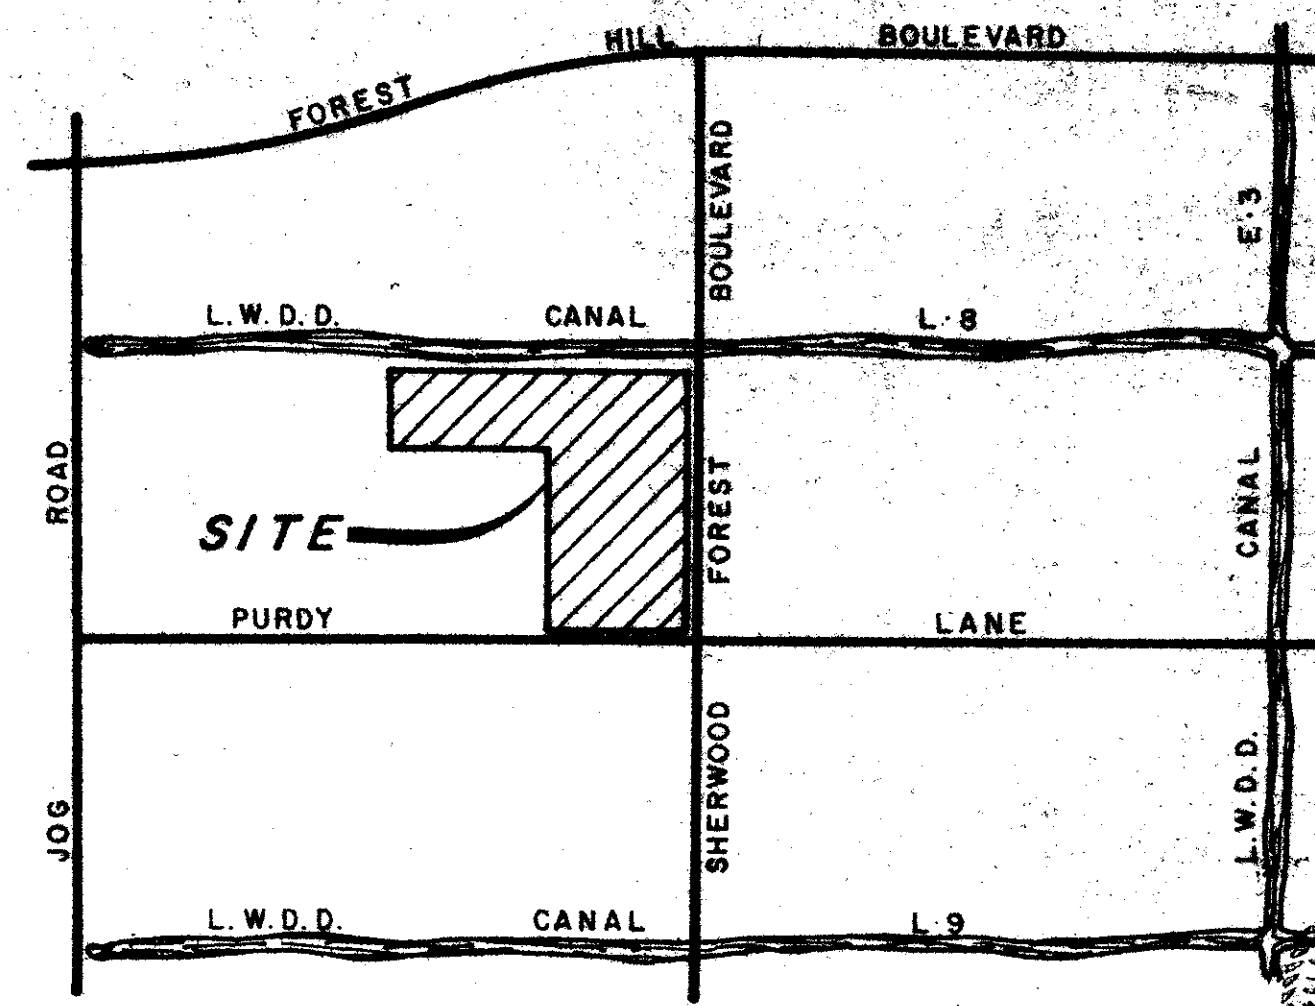 FOREST HILL BOULEVARD
L.W.D.D. CANAL L-8
SITE
PURDY LANE
L.W.D.D. CANAL L-9
JOG ROAD
SHERWOOD FOREST BOULEVARD
L.W.D.D. CANAL E-3